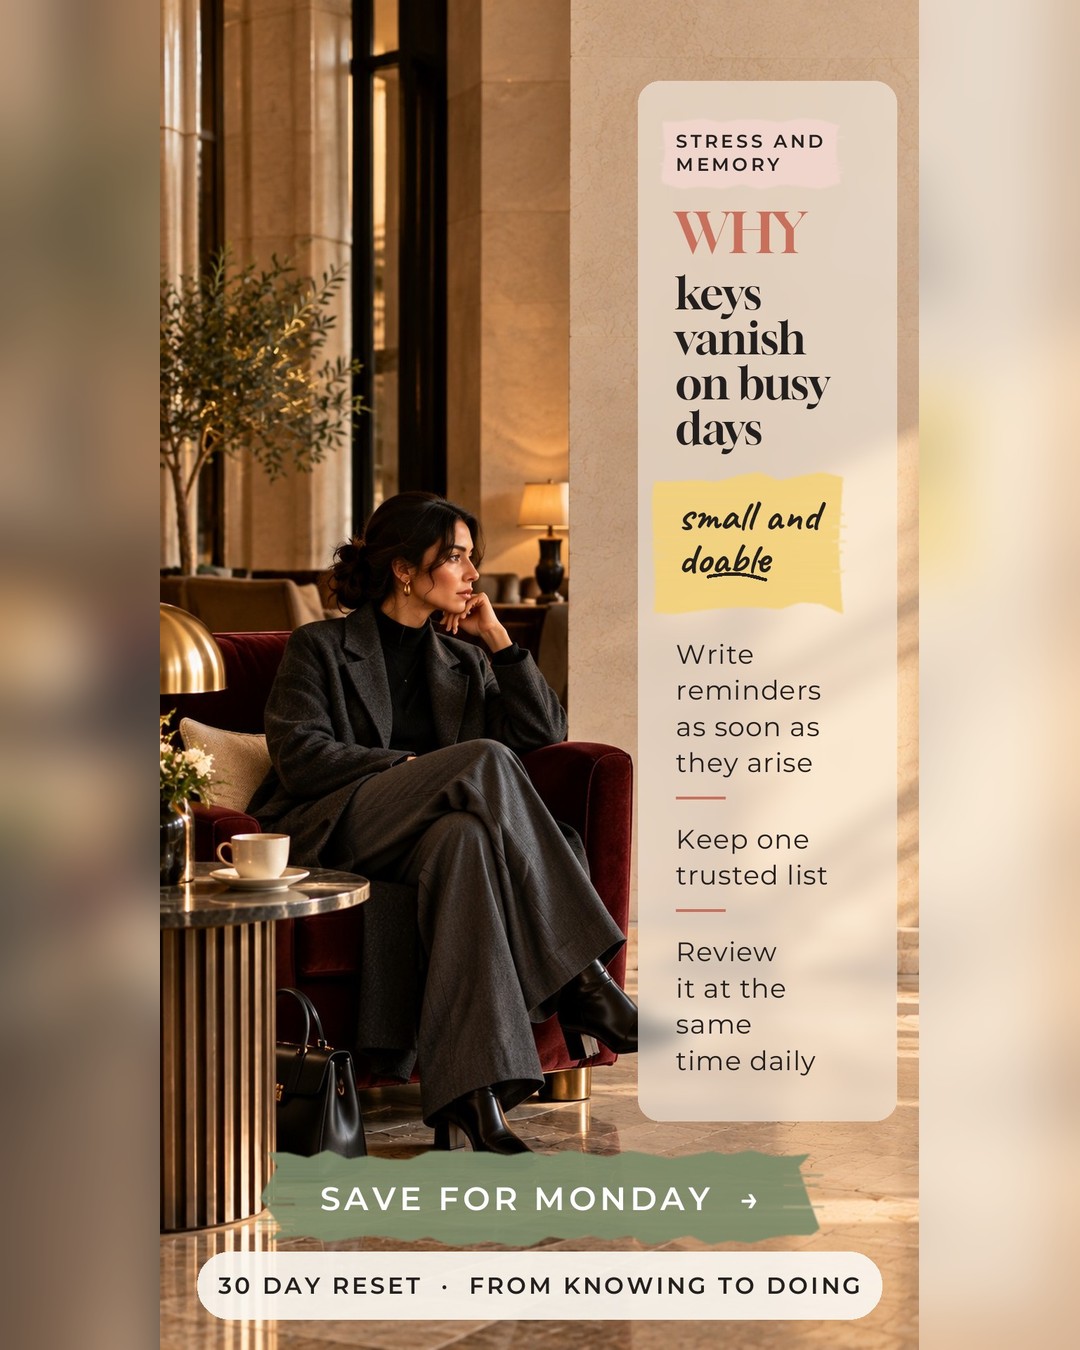 STRESS AND
MEMORY
WHY
keys
vanish
on busy
days
small and
doable
Write
reminders
as soon as
they arise
Keep one
trusted list
Review
it at the
same
time daily
SAVE FOR MONDAY →
30 DAY RESET · FROM KNOWING TO DOING